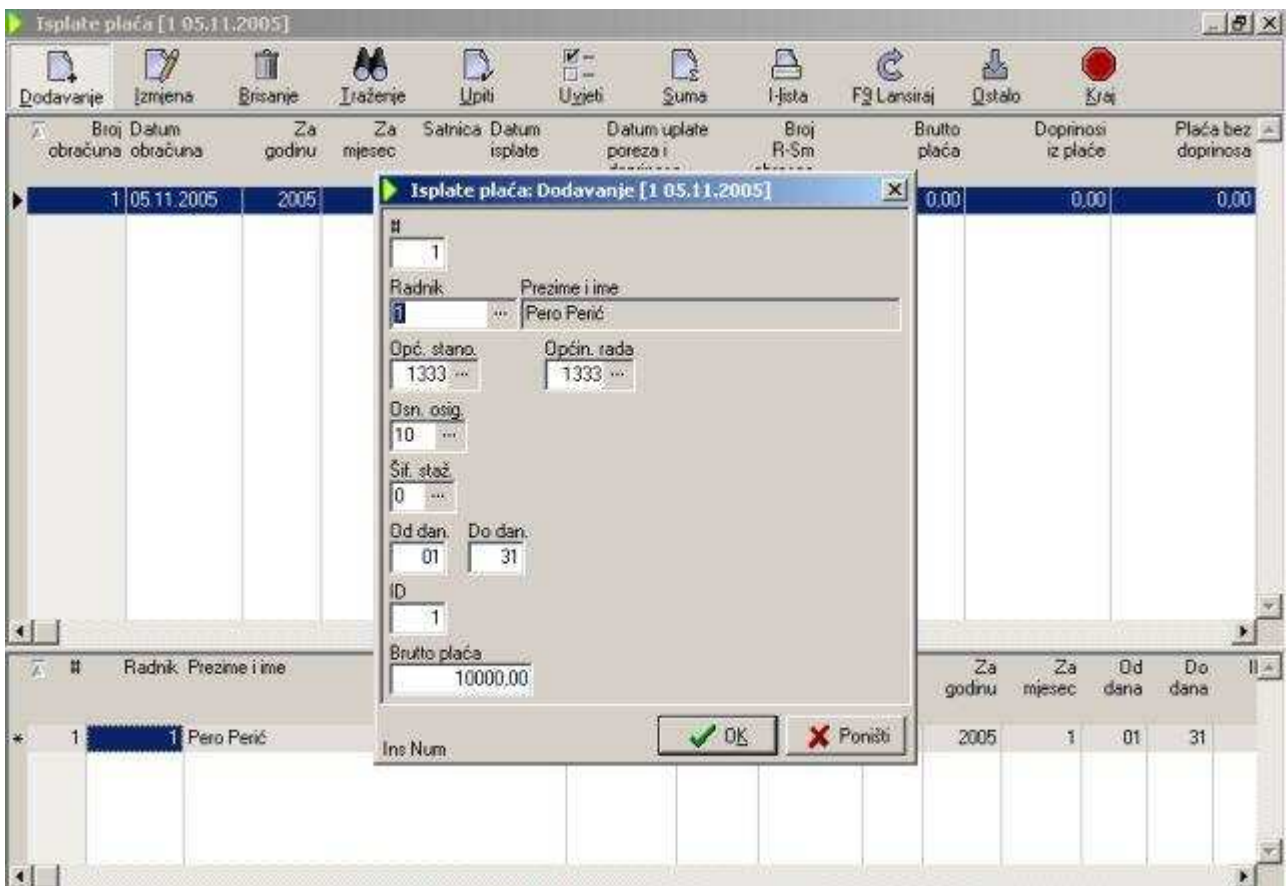 Isplate plaća [1 05.11.2005]
Dodavanje Izmjena Brisanje Traženje Upiti Uvjeti Suma I-lista F9 Lansiraj Ostalo Kraj
Broj Datum Za Za Satnica Datum Datum uplate Broj Brutto Doprinosi Plaća bez
obračuna obračuna godinu mjesec isplate poreza i R-Sm plaća iz plaće doprinosa
1 05.11.2005 2005 0,00 0,00 0,00
Isplate plaća: Dodavanje [1 05.11.2005]
#
1
Radnik Prezime i ime
1 ... Pero Perić
Opć. stano. Općin. rada
1333 ... 1333 ...
Osn. osig.
10 ...
Šif. staž.
0 ...
Od dan. Do dan.
01 31
ID
1
Brutto plaća
10000.00
Ins Num OK Poništi
# Radnik Prezime i ime Za Za Od Do
godinu mjesec dana dana
* 1 1 Pero Perić 2005 1 01 31